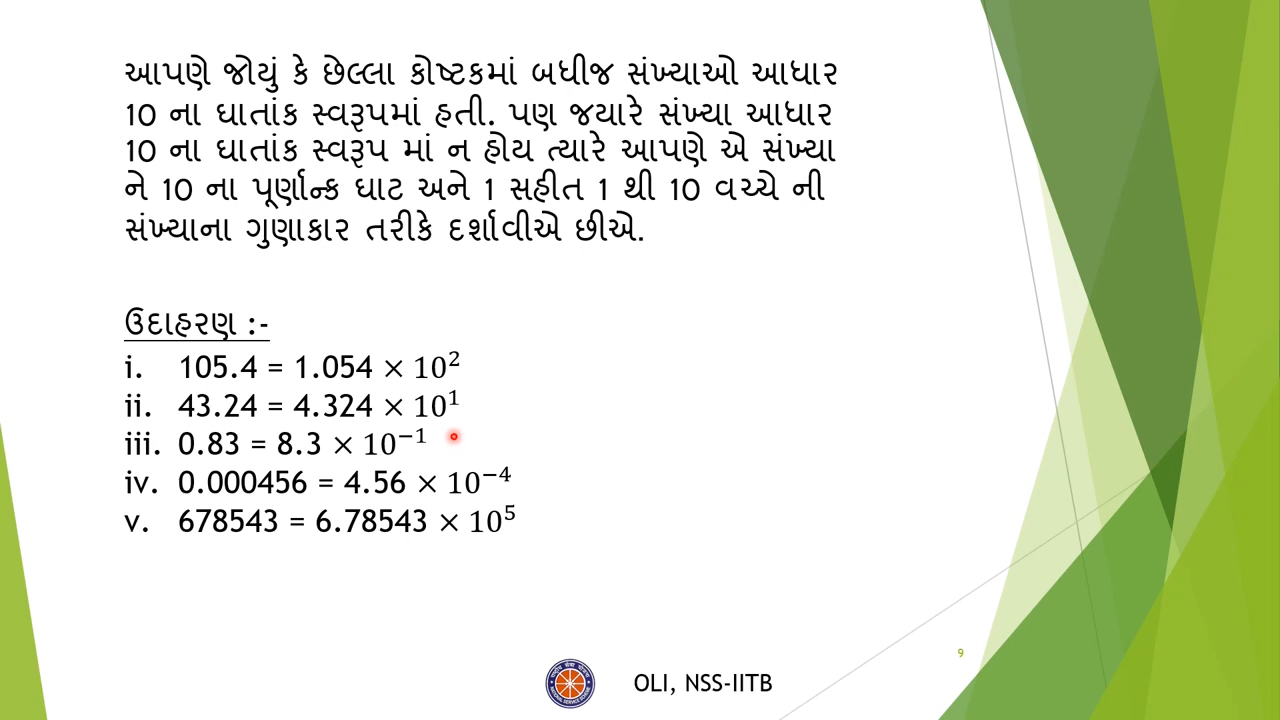 આપણે જોયું કે છેલ્લા કોષ્ટકમાં બધીજ સંખ્યાઓ આધાર
10 ના ઘાતાંક સ્વરૂપમાં હતી. પણ જયારે સંખ્યા આધાર
10 ના ઘાતાંક સ્વરૂપ માં ન હોય ત્યારે આપણે એ સંખ્યા
ને 10 ના પૂર્ણાન્ક્ર ઘાટ અને 1 સહીત 1 થી 10 વચ્ચે ની
સંખ્યાના ગુણાકાર તરીકે દર્શાવીએ છીએ.
ઉદાહરણ :-
i. 105.4 = 1.054 × 10²
ii. 43.24 = 4.324 × 10¹
iii. 0.83 = 8.3 × 10⁻¹
iv. 0.000456 = 4.56 × 10⁻⁴
v. 678543 = 6.78543 × 10⁵
9
OLI, NSS-IITB